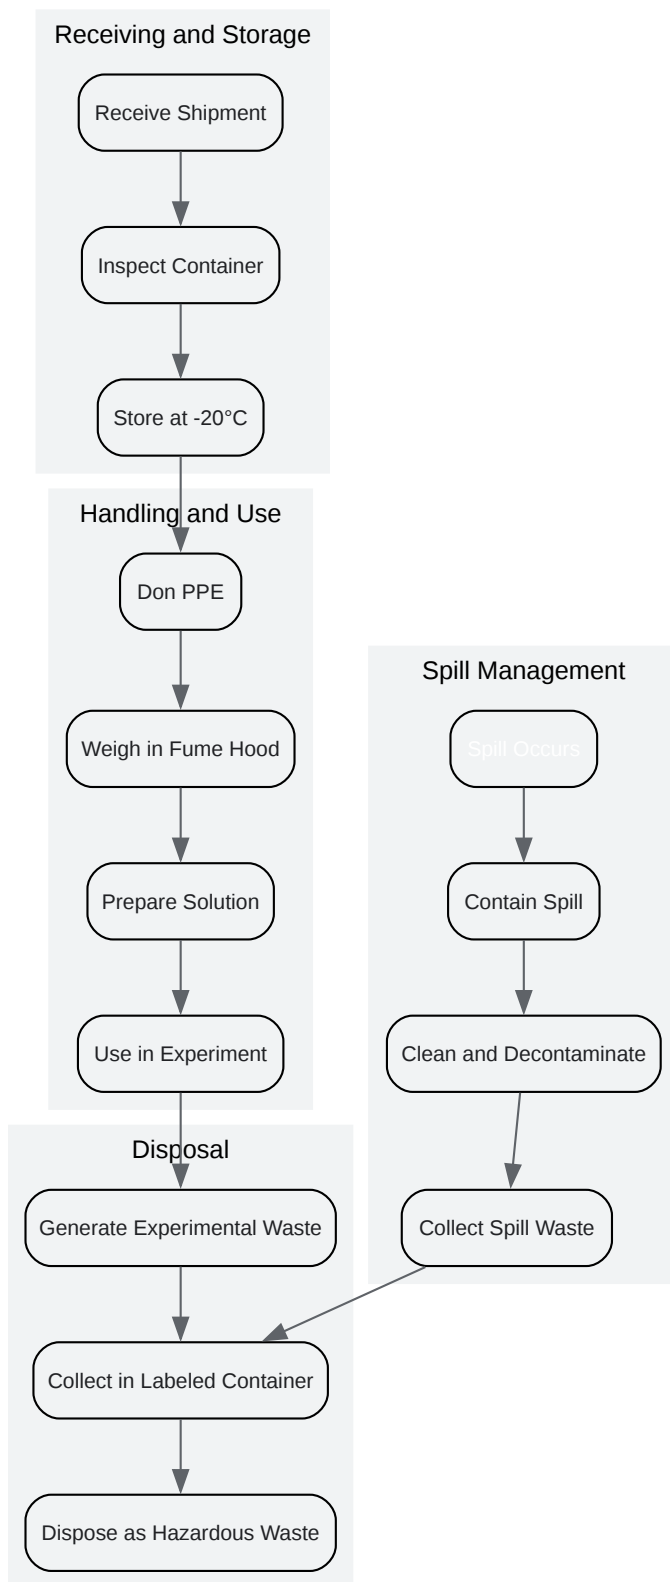 Receiving and Storage
Receive Shipment
Inspect Container
Store at -20°C
Handling and Use
Don PPE
Weigh in Fume Hood
Prepare Solution
Use in Experiment
Spill Management
Spill Occurs
Contain Spill
Clean and Decontaminate
Collect Spill Waste
Disposal
Generate Experimental Waste
Collect in Labeled Container
Dispose as Hazardous Waste